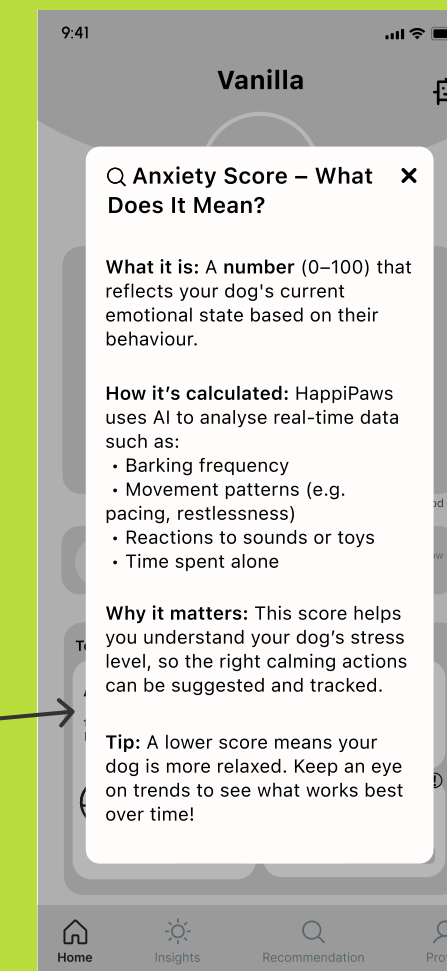 9:41
Vanilla
Anxiety Score – What
Does It Mean?
What it is: A number (0–100) that
reflects your dog's current
emotional state based on their
behaviour.
How it’s calculated: HappiPaws
uses AI to analyse real-time data
such as:
• Barking frequency
• Movement patterns (e.g.
pacing, restlessness)
• Reactions to sounds or toys
• Time spent alone
Why it matters: This score helps
you understand your dog’s stress
level, so the right calming actions
can be suggested and tracked.
Tip: A lower score means your
dog is more relaxed. Keep an eye
on trends to see what works best
over time!
Home
Insights
Recommendation